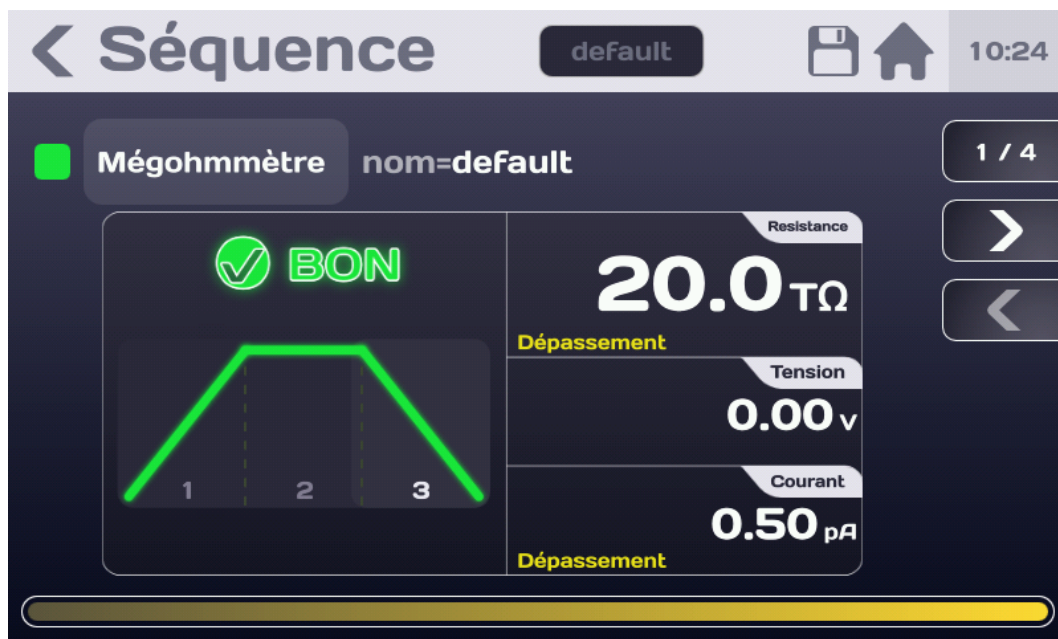 Séquence default 10:24
Mégohmmètre nom=default 1 / 4
BON
Resistance
20.0 TΩ
Dépassement
Tension
0.00 v
1 2 3
Courant
0.50 pA
Dépassement